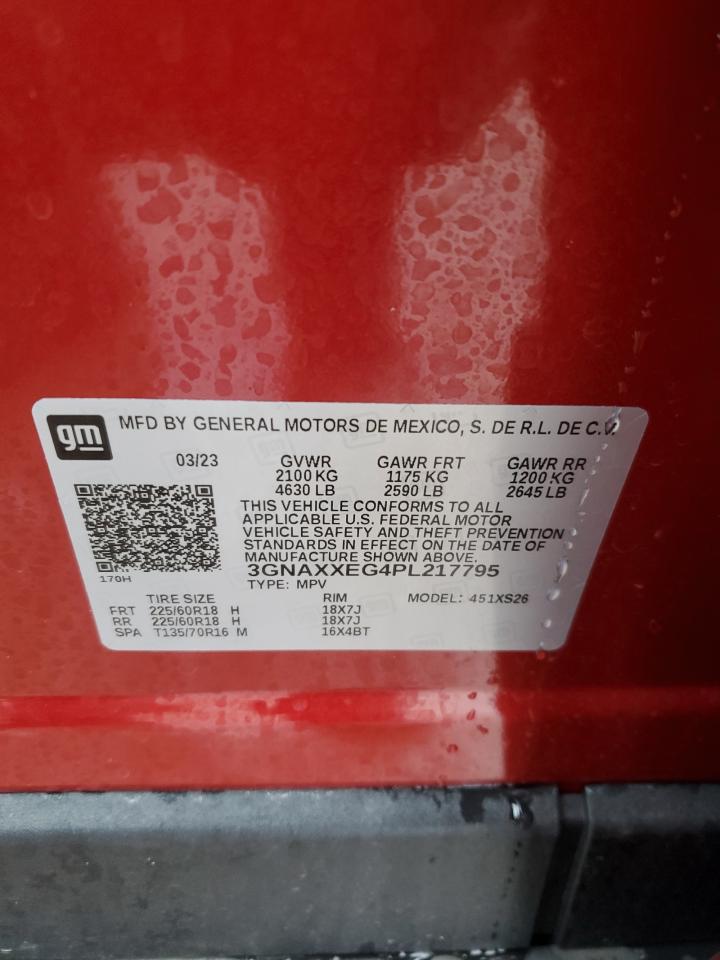 gm MFD BY GENERAL MOTORS DE MEXICO, S. DE R.L. DE C.V.
03/23 GVWR GAWR FRT GAWR RR
2100 KG 1175 KG 1200 KG
4630 LB 2590 LB 2645 LB
THIS VEHICLE CONFORMS TO ALL
APPLICABLE U.S. FEDERAL MOTOR
VEHICLE SAFETY AND THEFT PREVENTION
STANDARDS IN EFFECT ON THE DATE OF
MANUFACTURE SHOWN ABOVE.
3GNAXXEG4PL217795
170H
TYPE: MPV
TIRE SIZE RIM MODEL: 451XS26
FRT 225/60R18 H 18X7J
RR 225/60R18 H 18X7J
SPA T135/70R16 M 16X4BT